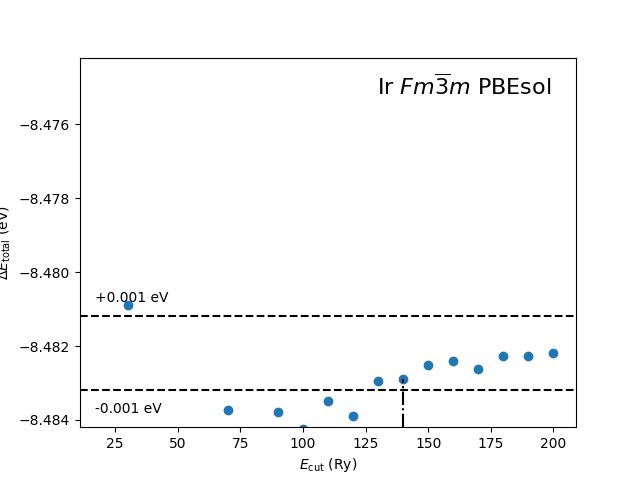 Ir Fm3̅m PBEsol
−8.476
−8.478
−8.480
−8.482
−8.484
ΔE_total (eV)
+0.001 eV
-0.001 eV
25 50 75 100 125 150 175 200
E_cut (Ry)